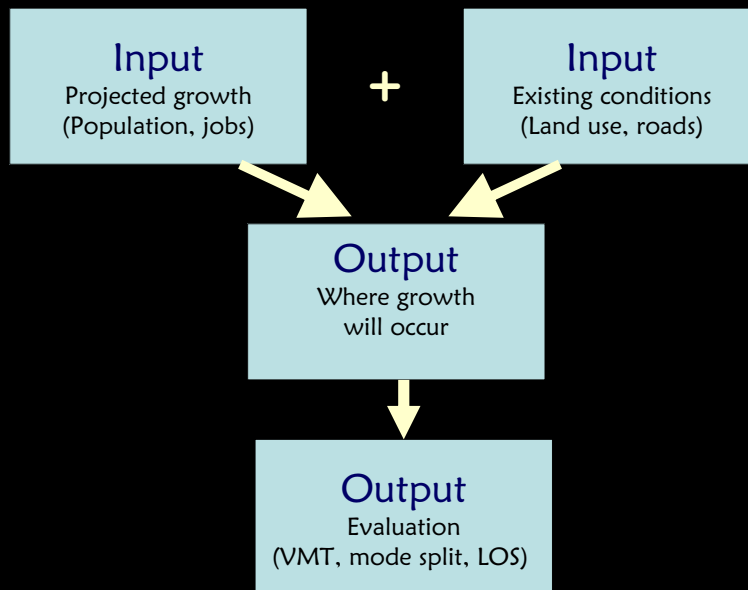 Input
Projected growth
(Population, jobs)
+
Input
Existing conditions
(Land use, roads)
Output
Where growth
will occur
Output
Evaluation
(VMT, mode split, LOS)